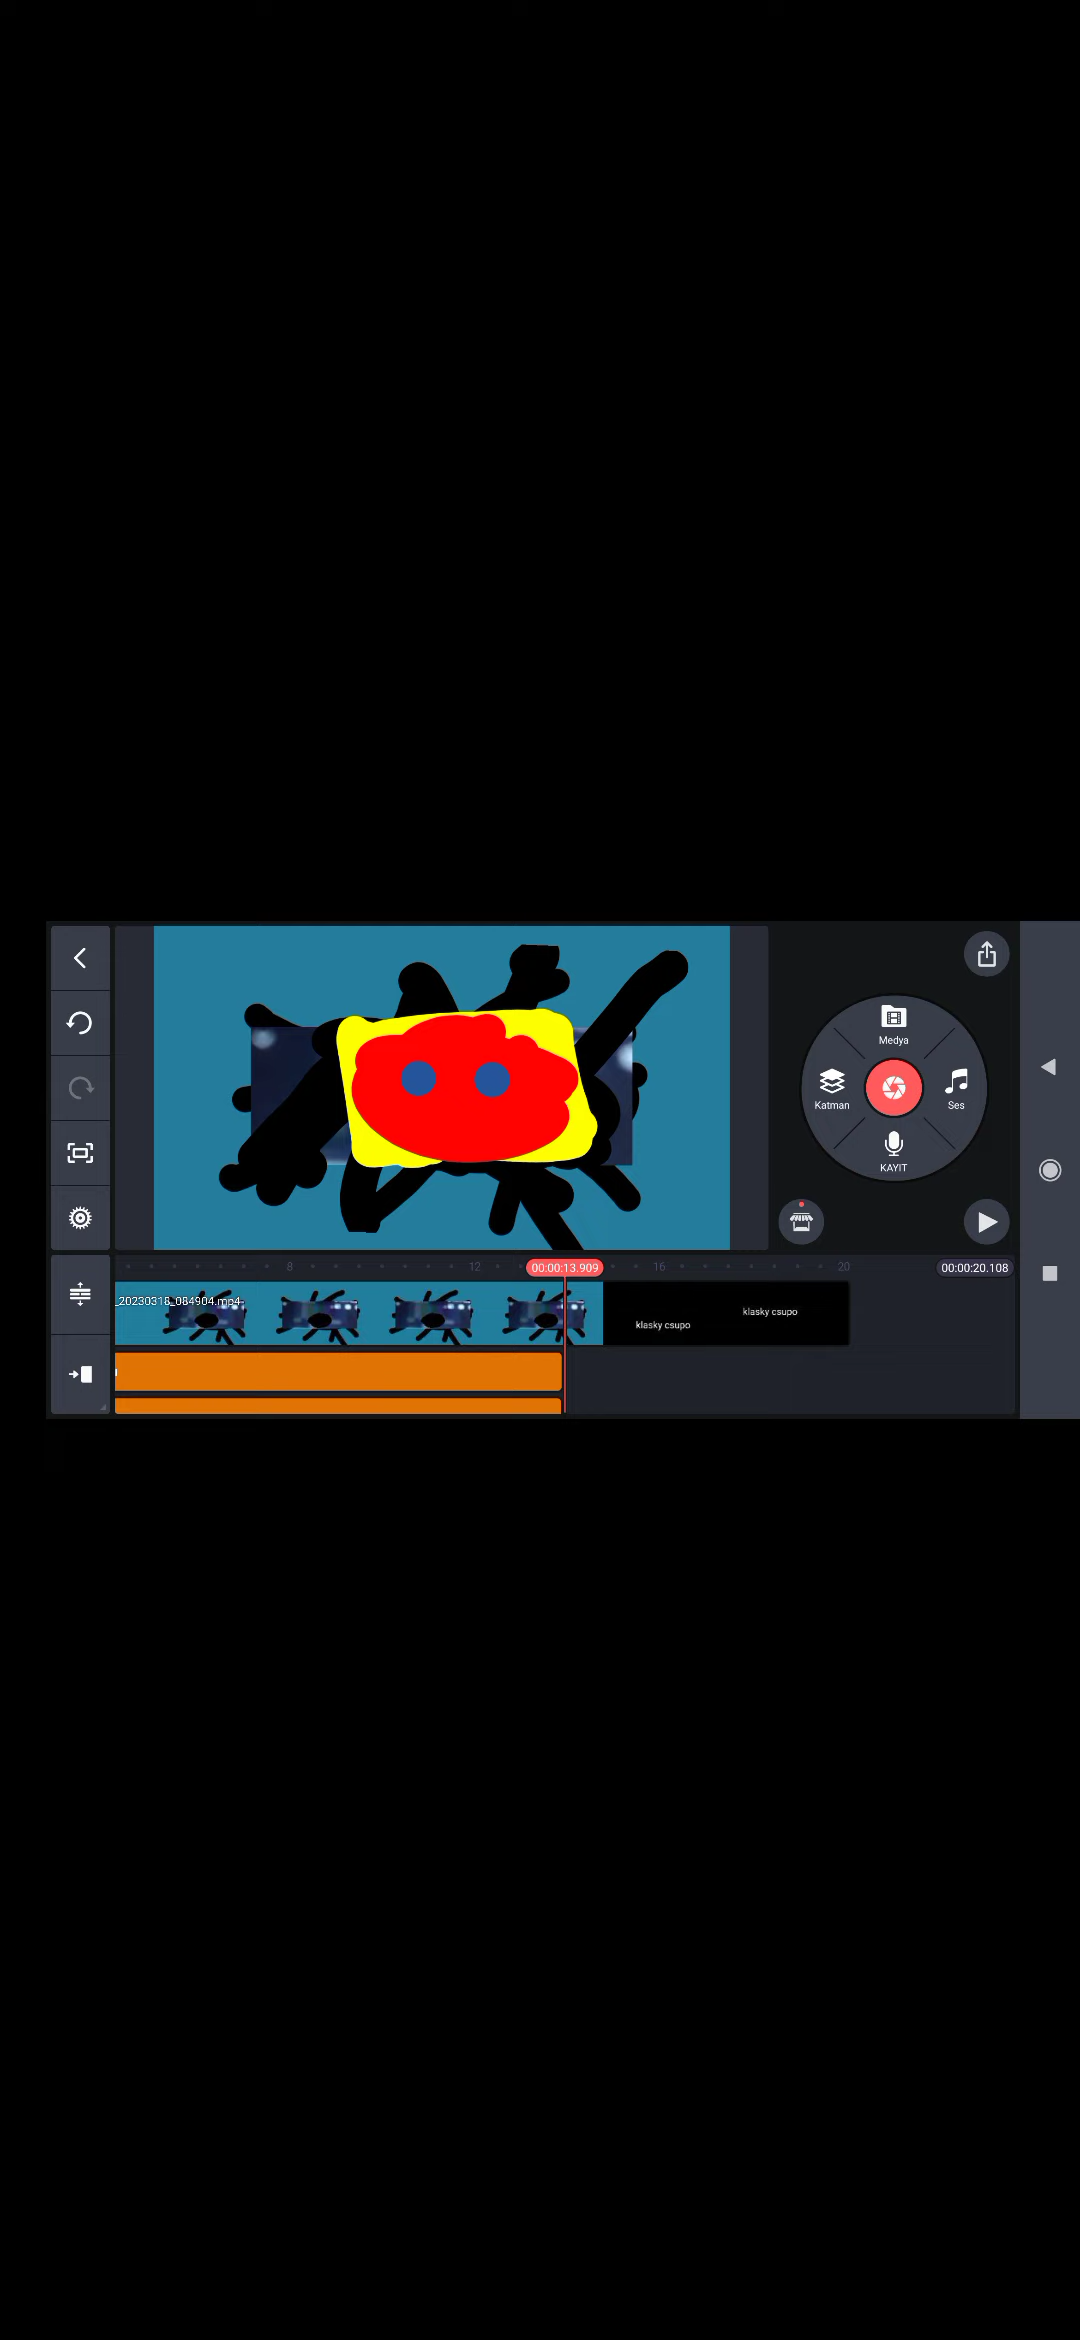 Medya
Katman
Ses
KAYIT
8
12
00:00:13.909
16
20
00:00:20.108
_20230318_084904.mp4
klasky csupo
klasky csupo